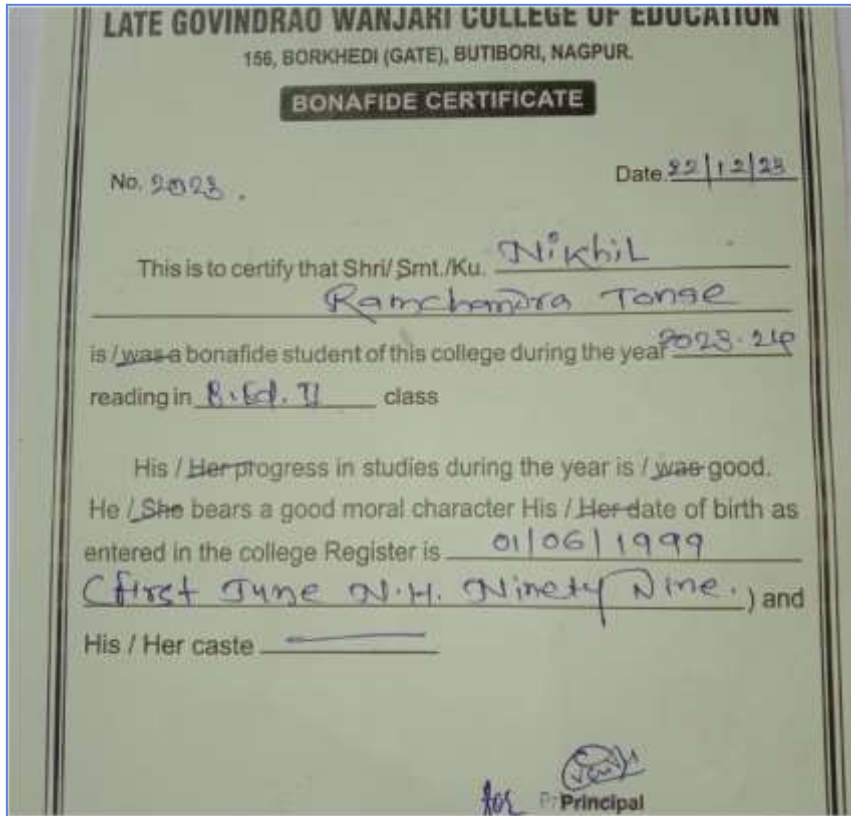 LATE GOVINDRAO WANJARI COLLEGE OF EDUCATION
156, BORKHEDI (GATE), BUTIBORI, NAGPUR.
BONAFIDE CERTIFICATE
No. 2023.
Date 22/12/23
This is to certify that Shri/ Smt./Ku. Nikhil
Ramchandra Tonge
is / was a bonafide student of this college during the year 2023-24
reading in B.Ed. II class
His / Her progress in studies during the year is / was good.
He / She bears a good moral character His / Her date of birth as
entered in the college Register is 01/06/1999
(first June N.H. Ninety Nine.) and
His / Her caste
for Principal